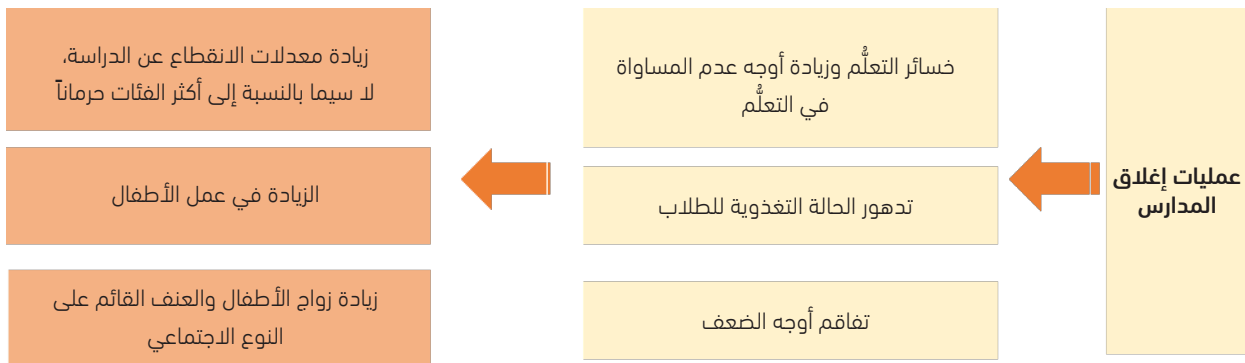 عمليات إغلاق
المدارس
خسائر التعلُّم وزيادة أوجه عدم المساواة
في التعلُّم
تدهور الحالة التغذوية للطلاب
تفاقم أوجه الضعف
زيادة معدلات الانقطاع عن الدراسة،
لا سيما بالنسبة إلى أكثر الفئات حرماناً
الزيادة في عمل الأطفال
زيادة زواج الأطفال والعنف القائم على
النوع الاجتماعي